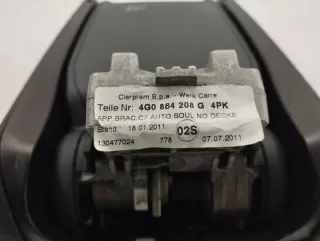 Cierprem S.p.a. - Werk Carre
Teile Nr: 4G0 864 208 G 4PK
APP BRAC.C7 AUTO SOUL NO DECKE
Stand : 18.01.2011 02S
130477024 778 07.07.2011